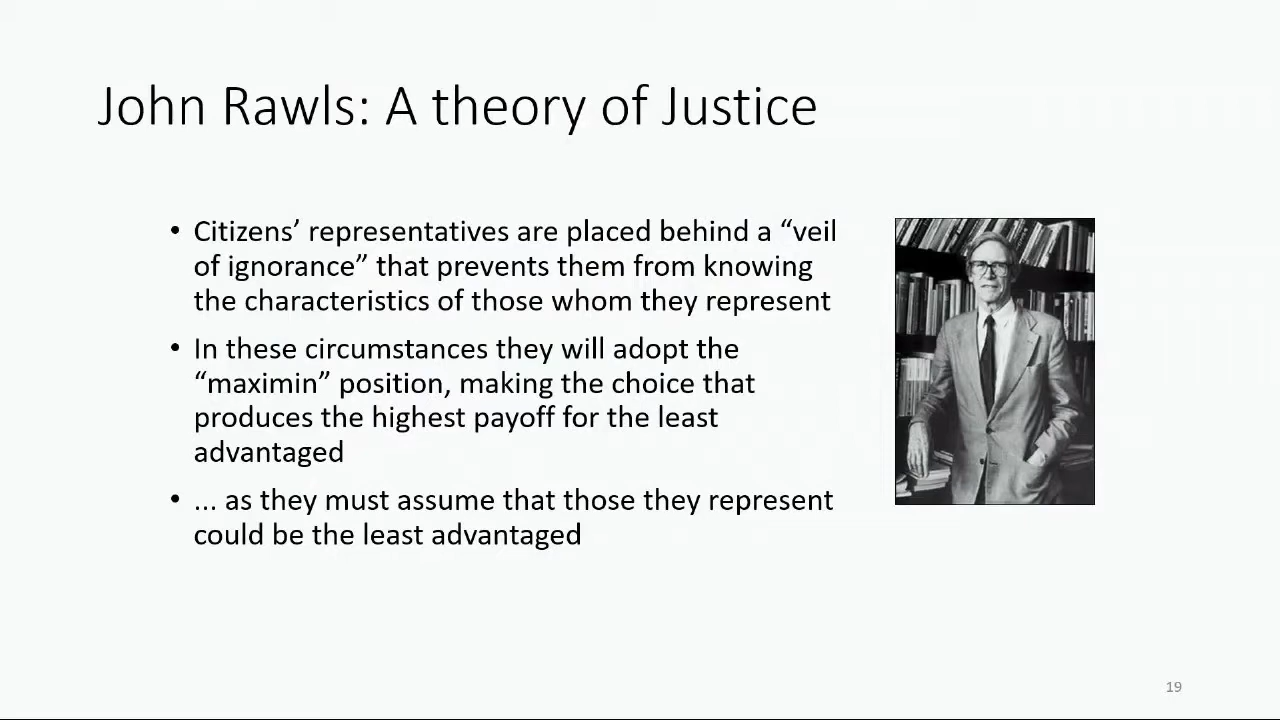 John Rawls: A theory of Justice
• Citizens’ representatives are placed behind a “veil
of ignorance” that prevents them from knowing
the characteristics of those whom they represent
• In these circumstances they will adopt the
“maximin” position, making the choice that
produces the highest payoff for the least
advantaged
• ... as they must assume that those they represent
could be the least advantaged
19